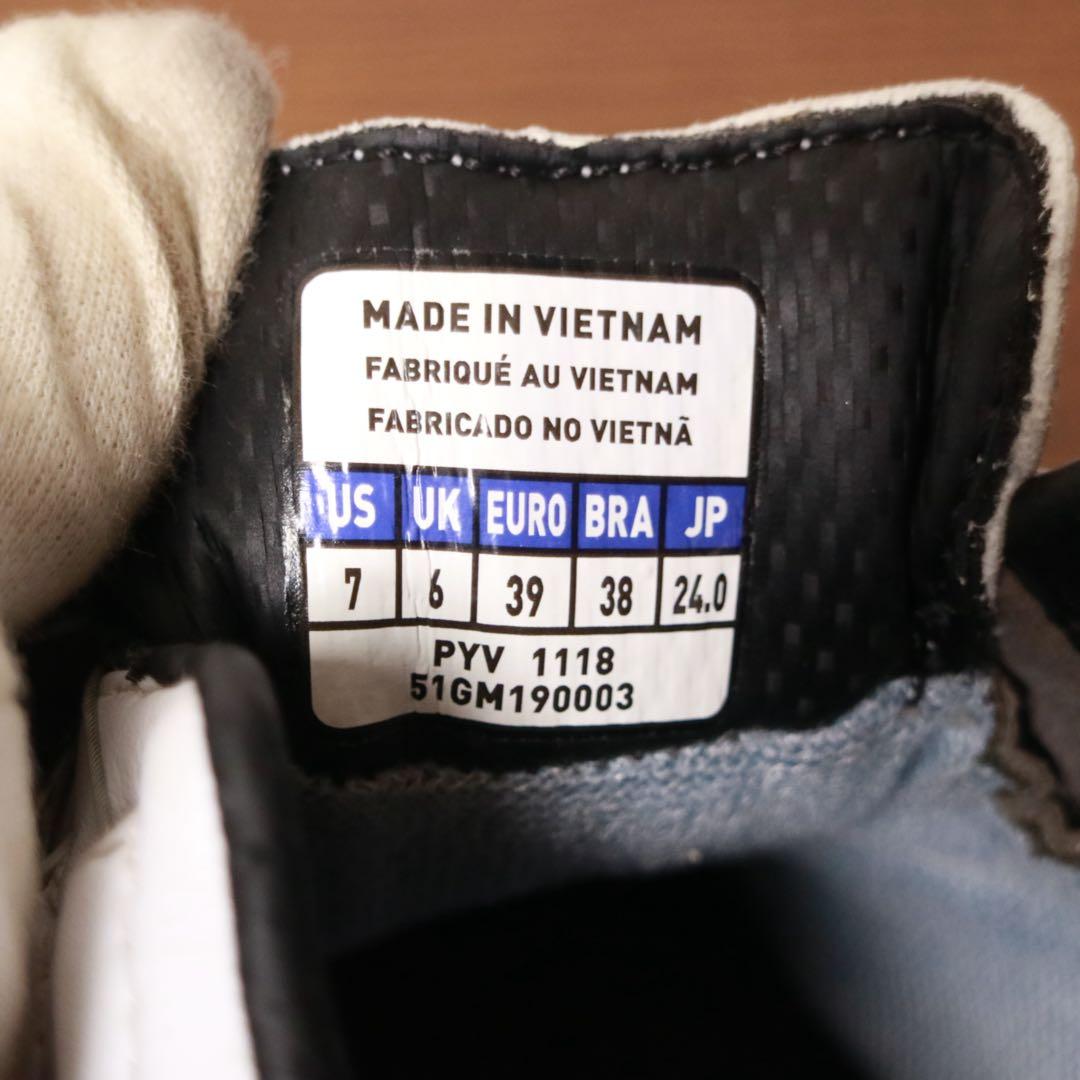 MADE IN VIETNAM
FABRIQUÉ AU VIETNAM
FABRICADO NO VIETNÃ
US UK EURO BRA JP
7 6 39 38 24.0
PYV 1118
51GM190003